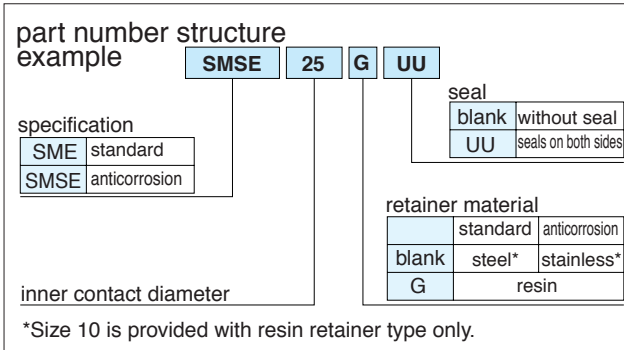 part number structure
example
SMSE 25 G UU
seal
blank without seal
UU seals on both sides
specification
SME standard
SMSE anticorrosion
retainer material
standard anticorrosion
blank steel* stainless*
G resin
inner contact diameter
*Size 10 is provided with resin retainer type only.